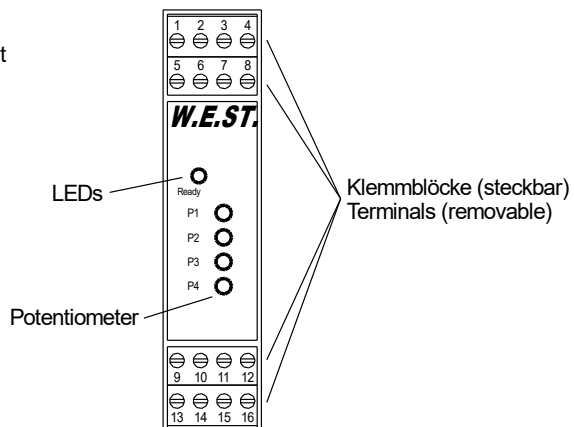 1 2 3 4
t
5 6 7 8
W.E.ST.
LEDs
Ready
Klemmblöcke (steckbar)
Terminals (removable)
P1
P2
P3
P4
Potentiometer
9 10 11 12
13 14 15 16